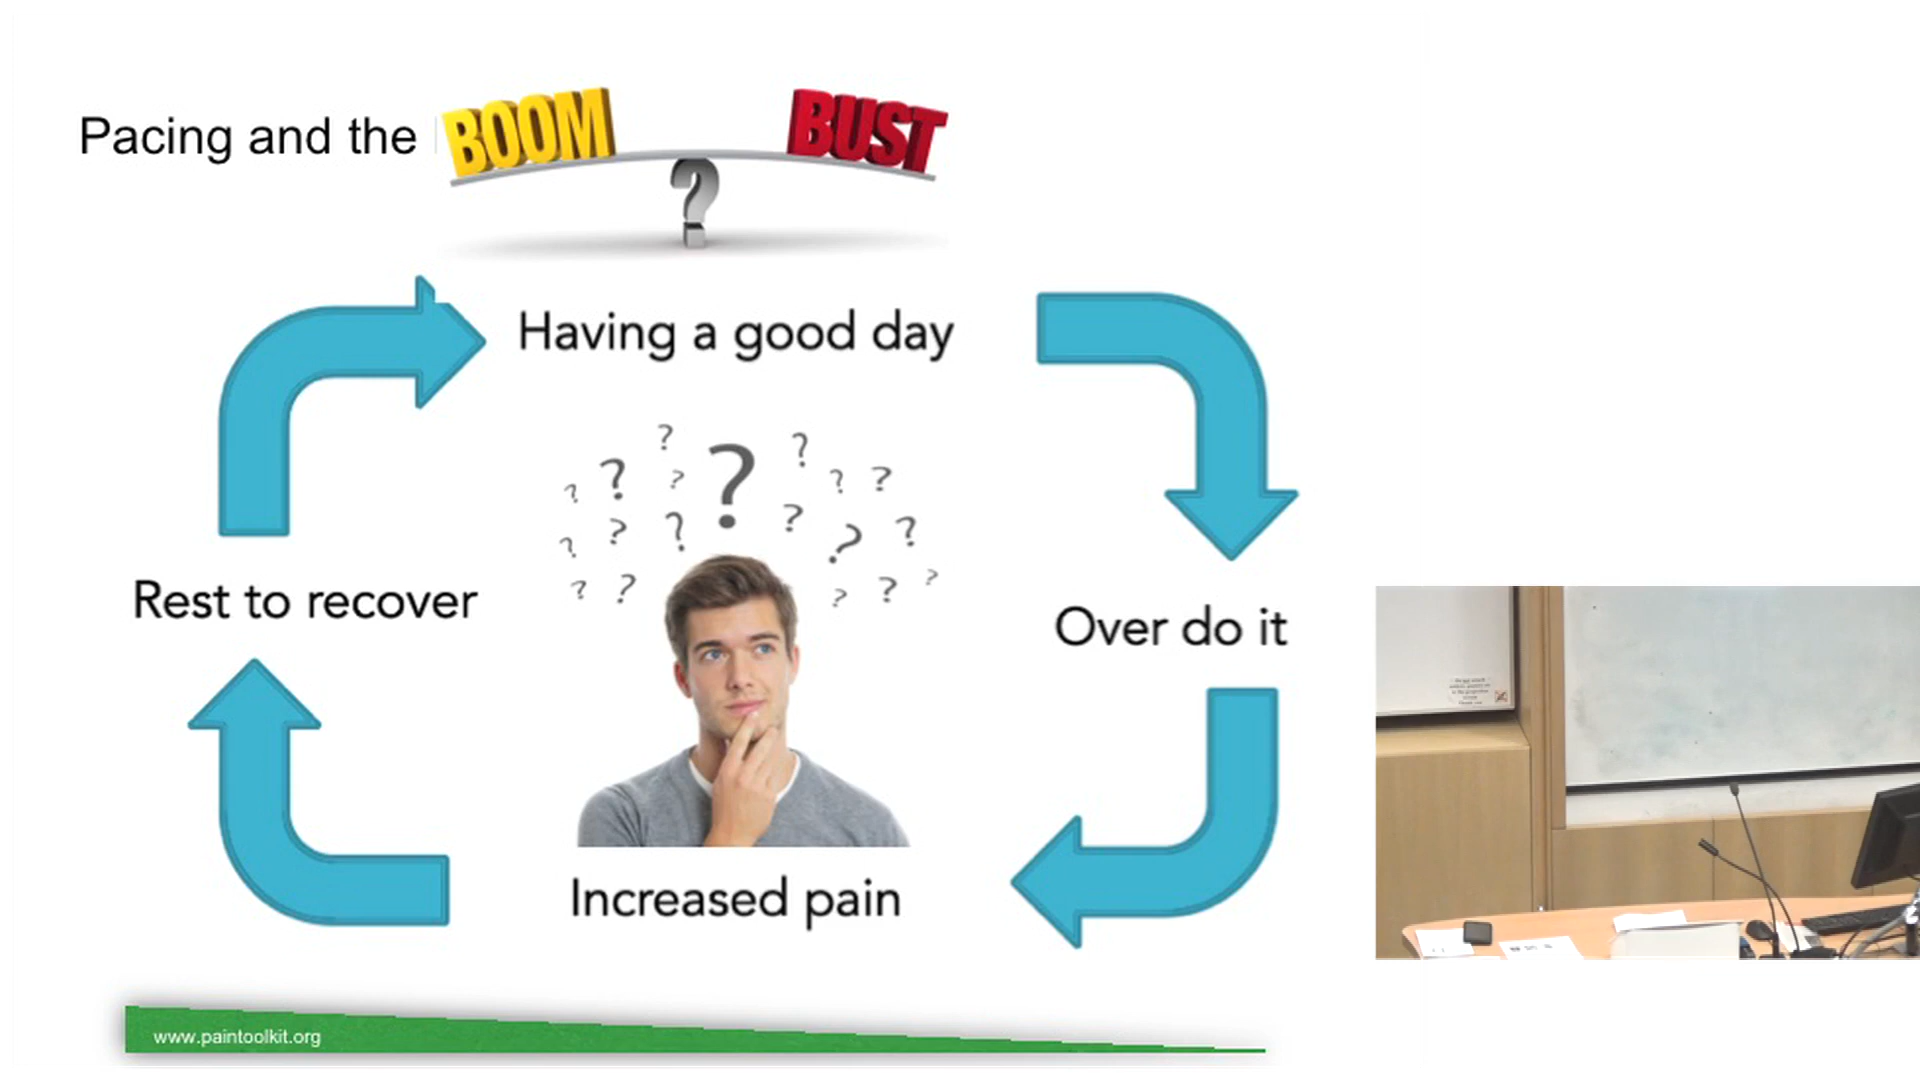 Pacing and the BOOM BUST
?
Having a good day
Rest to recover
Over do it
Increased pain
www.paintoolkit.org